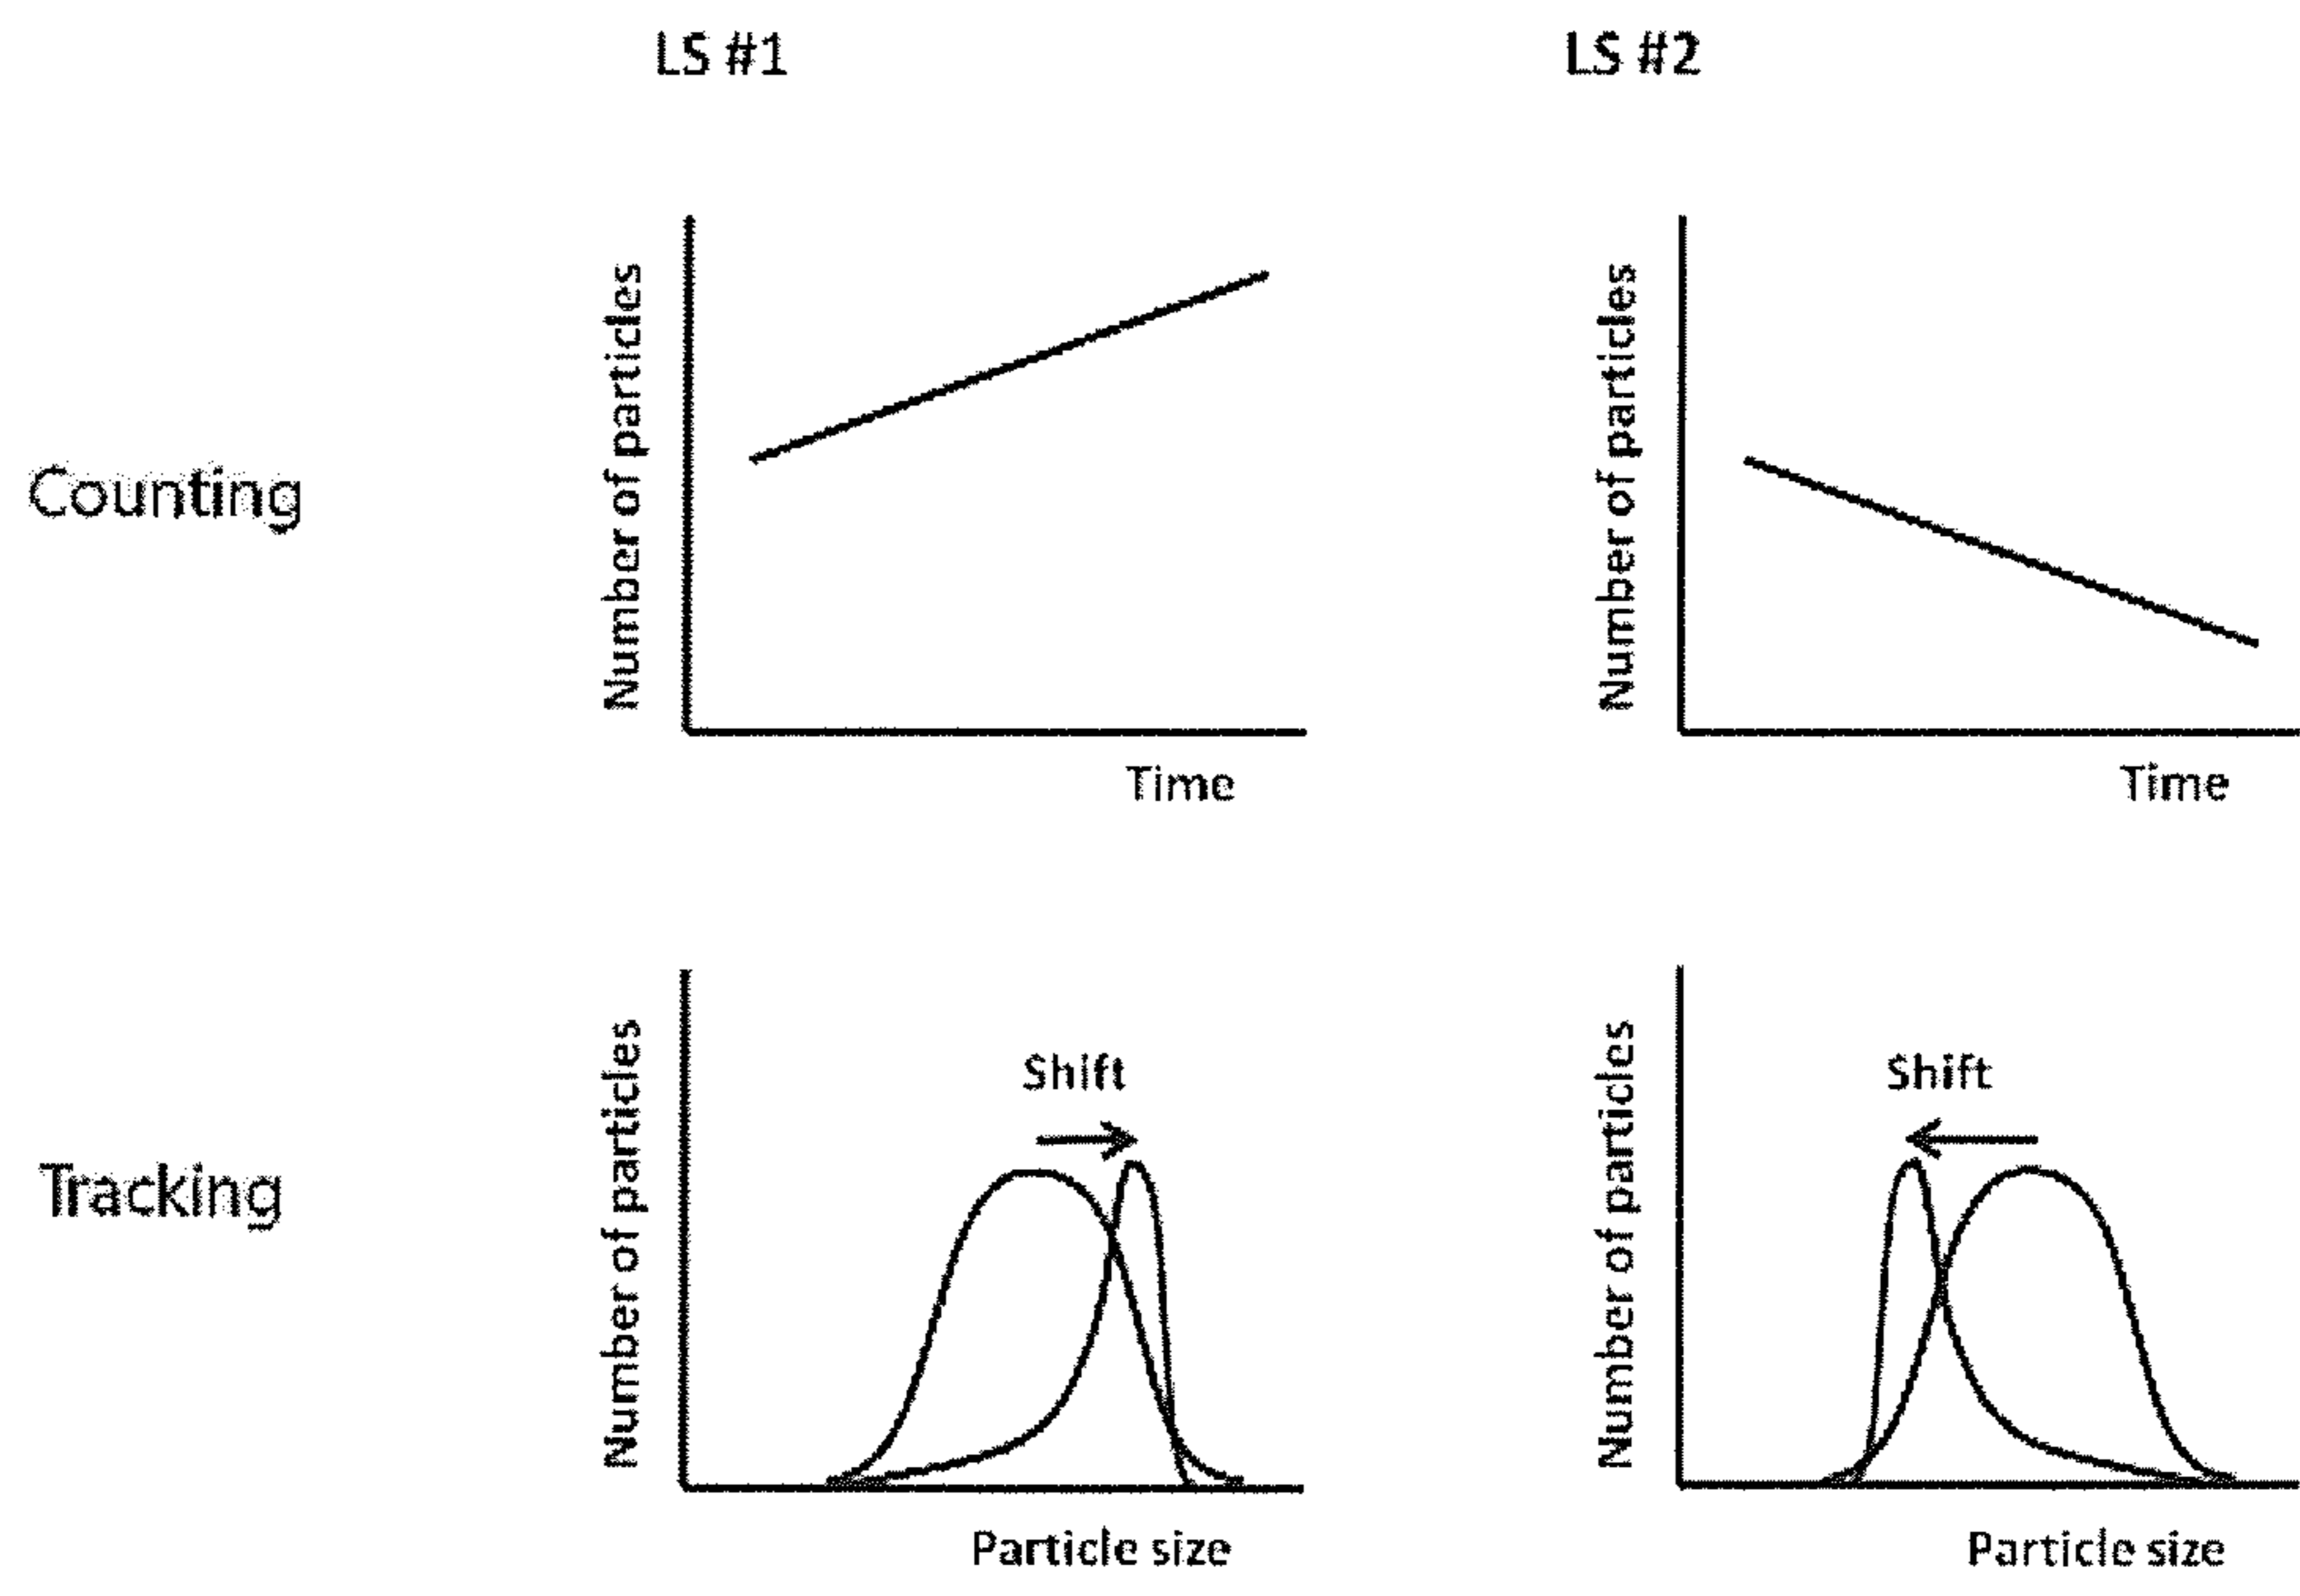 LS #1
LS #2
Counting
Number of particles
Time
Number of particles
Time
Tracking
Number of particles
Shift
Particle size
Number of particles
Shift
Particle size